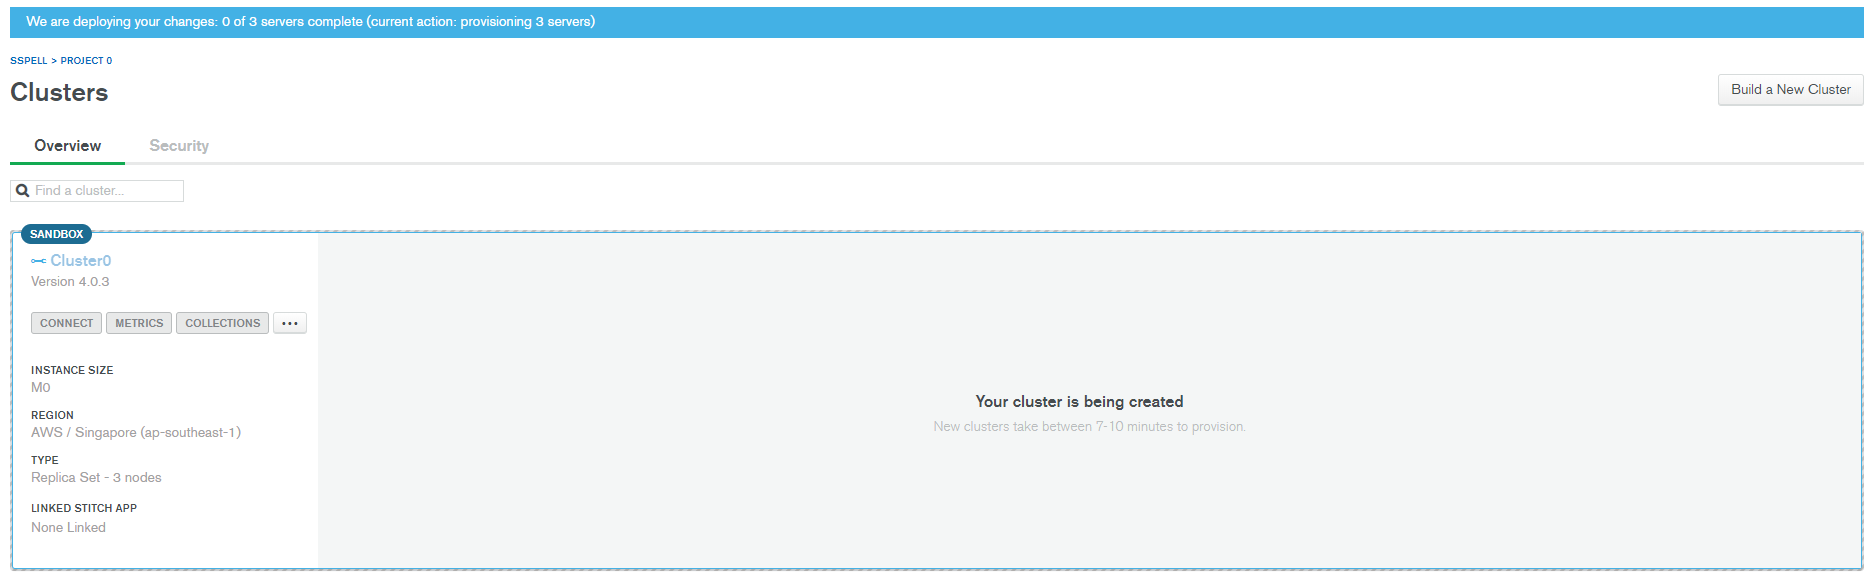 We are deploying your changes: 0 of 3 servers complete (current action: provisioning 3 servers)
SSPELL > PROJECT 0
Clusters
Build a New Cluster
Overview Security
Find a cluster...
SANDBOX
Cluster0
Version 4.0.3
CONNECT METRICS COLLECTIONS ...
INSTANCE SIZE
M0
REGION
AWS / Singapore (ap-southeast-1)
TYPE
Replica Set - 3 nodes
LINKED STITCH APP
None Linked
Your cluster is being created
New clusters take between 7-10 minutes to provision.